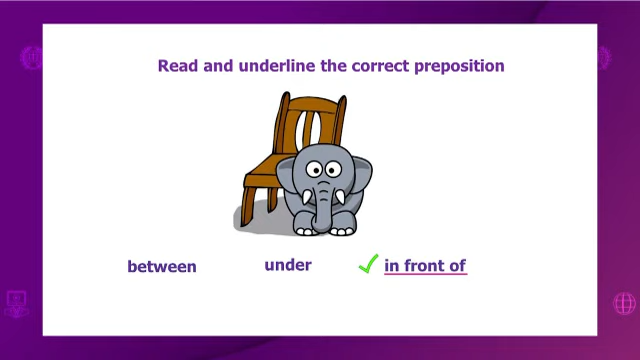 Read and underline the correct preposition
between under in front of